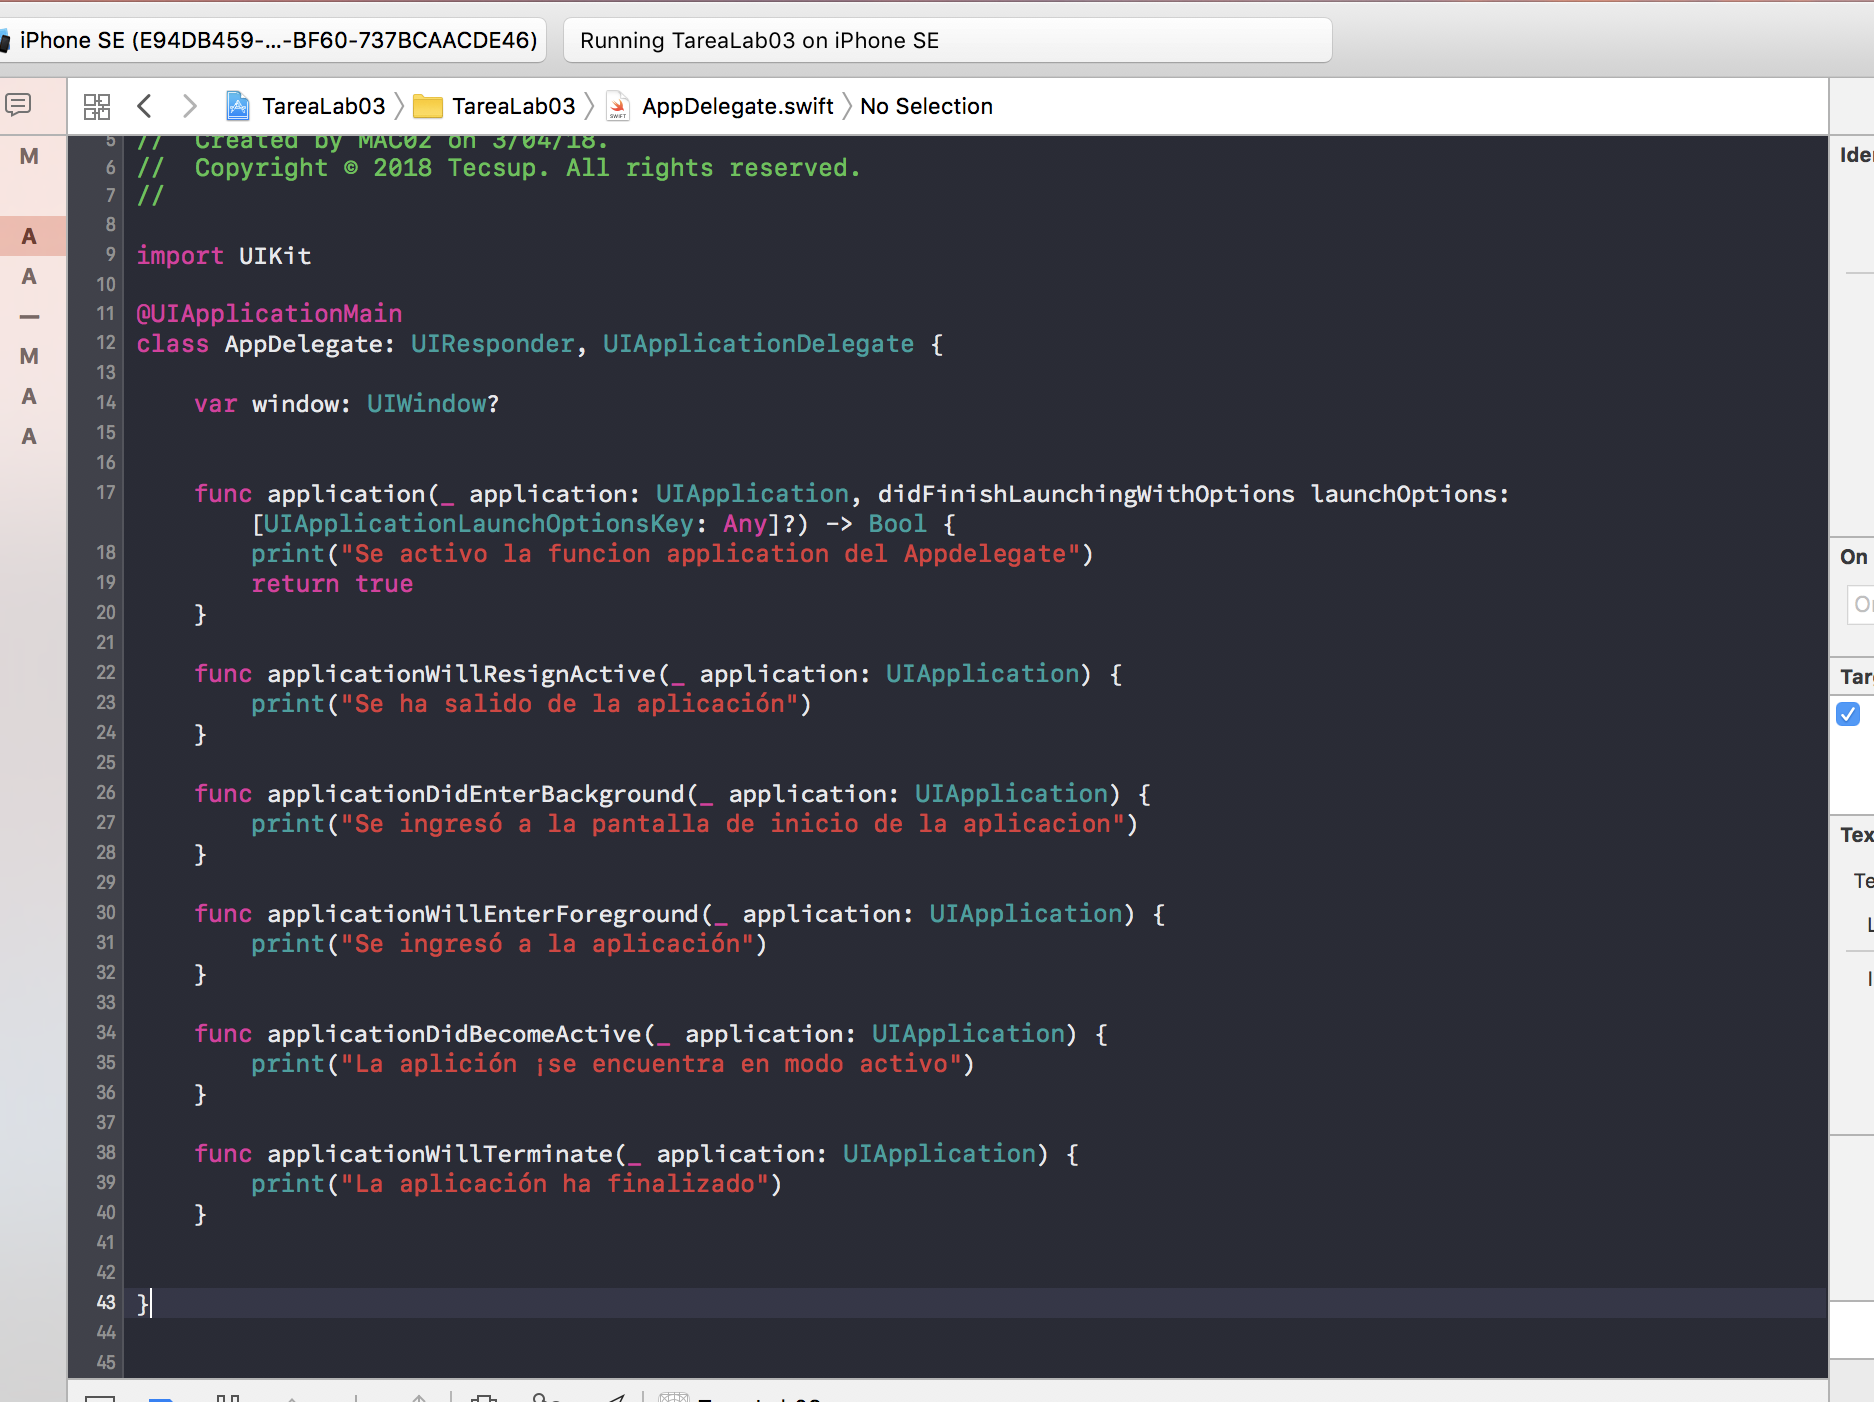 iPhone SE (E94DB459-...-BF60-737BCAACDE46)
Running TareaLab03 on iPhone SE
TareaLab03 TareaLab03 AppDelegate.swift No Selection
M
A
A
—
M
A
A
5 //  Created by MAC02 on 3/04/18.
6 //  Copyright © 2018 Tecsup. All rights reserved.
7 //
8
9 import UIKit
10
11 @UIApplicationMain
12 class AppDelegate: UIResponder, UIApplicationDelegate {
13
14     var window: UIWindow?
15
16
17     func application(_ application: UIApplication, didFinishLaunchingWithOptions launchOptions:
[UIApplicationLaunchOptionsKey: Any]?) -> Bool {
18         print("Se activo la funcion application del Appdelegate")
19         return true
20     }
21
22     func applicationWillResignActive(_ application: UIApplication) {
23         print("Se ha salido de la aplicación")
24     }
25
26     func applicationDidEnterBackground(_ application: UIApplication) {
27         print("Se ingresó a la pantalla de inicio de la aplicacion")
28     }
29
30     func applicationWillEnterForeground(_ application: UIApplication) {
31         print("Se ingresó a la aplicación")
32     }
33
34     func applicationDidBecomeActive(_ application: UIApplication) {
35         print("La aplición ¡se encuentra en modo activo")
36     }
37
38     func applicationWillTerminate(_ application: UIApplication) {
39         print("La aplicación ha finalizado")
40     }
41
42
43 }
44
45
On